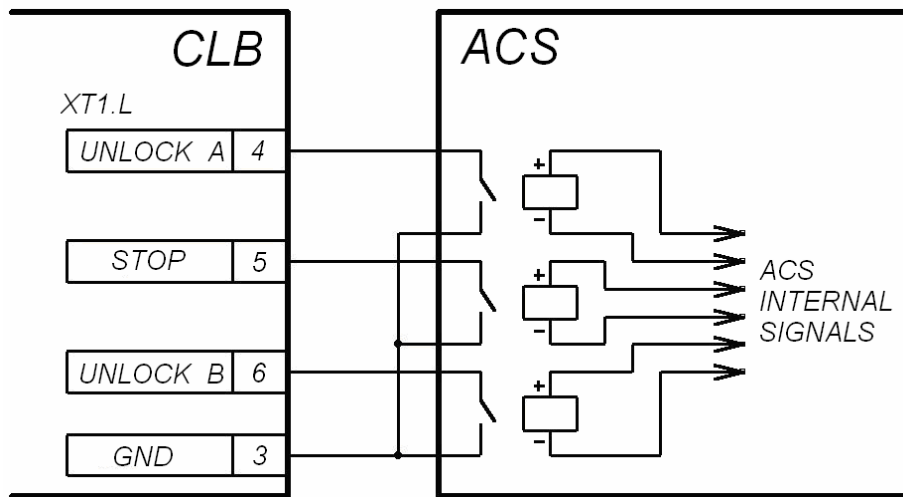 CLB
XT1.L
UNLOCK A 4
STOP 5
UNLOCK B 6
GND 3
ACS
+
−
+
−
+
−
ACS
INTERNAL
SIGNALS